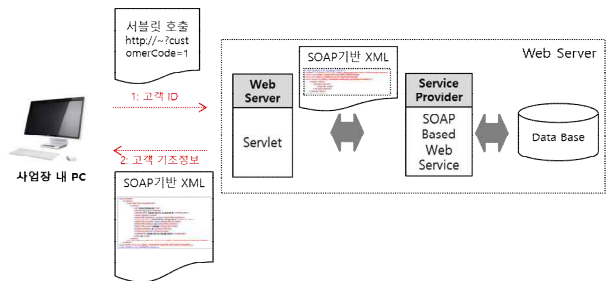 서블릿 호출
http://~?cust
omerCode=1
SOAP기반 XML
Web Server
Web
Server
Servlet
Service
Provider
SOAP
Based
Web
Service
Data Base
1: 고객 ID
2: 고객 기초정보
사업장 내 PC
SOAP기반 XML